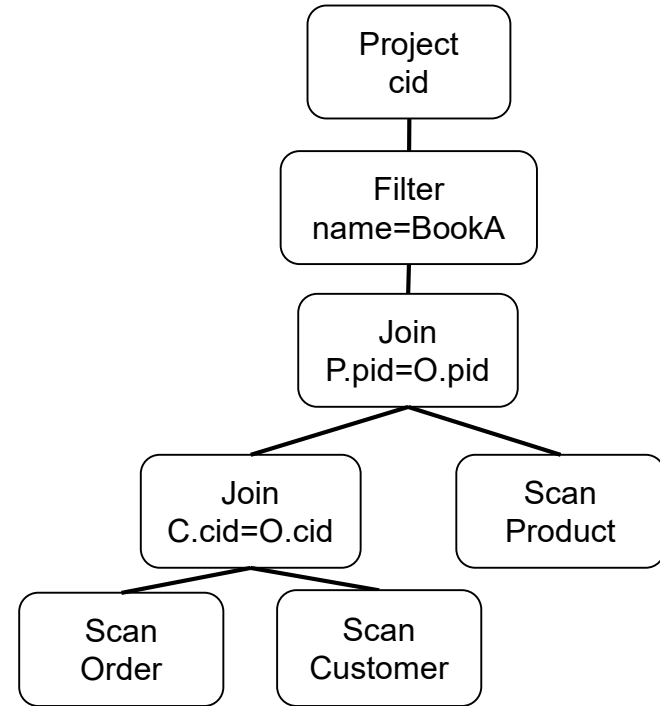 Project
cid
Filter
name=BookA
Join
P.pid=O.pid
Join
C.cid=O.cid
Scan
Product
Scan
Order
Scan
Customer